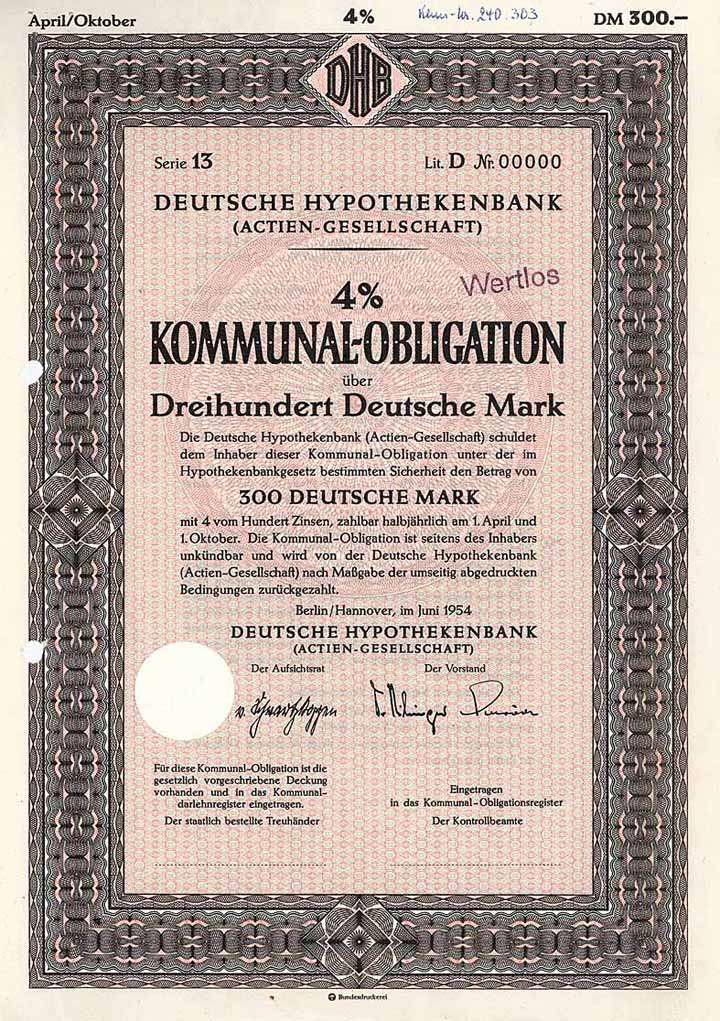 April/Oktober 4% Kenn-Nr. 240.303 DM 300.—
DHB
Serie 13 Lit. D Nr. 00000
DEUTSCHE HYPOTHEKENBANK
(ACTIEN-GESELLSCHAFT)
Wertlos
4%
KOMMUNAL-OBLIGATION
über
Dreihundert Deutsche Mark
Die Deutsche Hypothekenbank (Actien-Gesellschaft) schuldet
dem Inhaber dieser Kommunal-Obligation unter der im
Hypothekenbankgesetz bestimmten Sicherheit den Betrag von
300 DEUTSCHE MARK
mit 4 vom Hundert Zinsen, zahlbar halbjährlich am 1. April und
1. Oktober. Die Kommunal-Obligation ist seitens des Inhabers
unkündbar und wird von der Deutsche Hypothekenbank
(Actien-Gesellschaft) nach Maßgabe der umseitig abgedruckten
Bedingungen zurückgezahlt.
Berlin/Hannover, im Juni 1954
DEUTSCHE HYPOTHEKENBANK
(ACTIEN-GESELLSCHAFT)
Der Aufsichtsrat Der Vorstand
v. Schwartzkoppen
Für diese Kommunal-Obligation ist die
gesetzlich vorgeschriebene Deckung
vorhanden und in das Kommunal-
darlehnregister eingetragen.
Der staatlich bestellte Treuhänder
Eingetragen
in das Kommunal-Obligationsregister
Der Kontrollbeamte
Bundesdruckerei